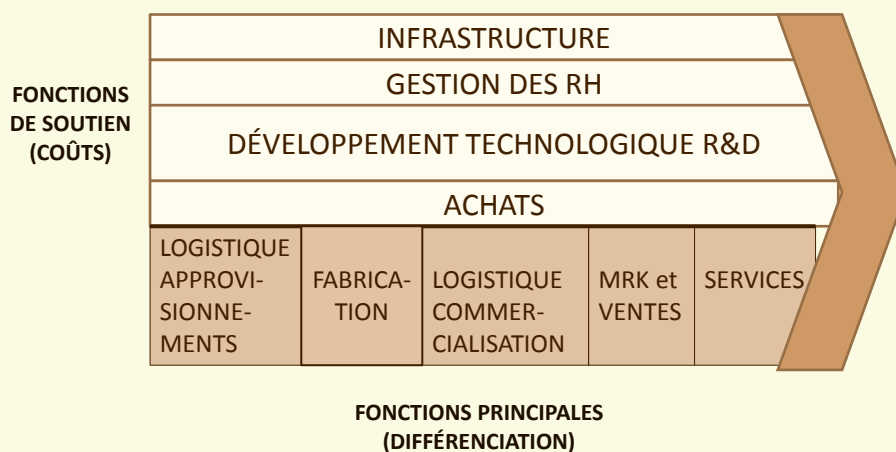 INFRASTRUCTURE
GESTION DES RH
FONCTIONS
DE SOUTIEN
(COÛTS)
DÉVELOPPEMENT TECHNOLOGIQUE R&D
ACHATS
LOGISTIQUE
APPROVI-
SIONNE-
MENTS
FABRICA-
TION
LOGISTIQUE
COMMER-
CIALISATION
MRK et
VENTES
SERVICES
FONCTIONS PRINCIPALES
(DIFFÉRENCIATION)